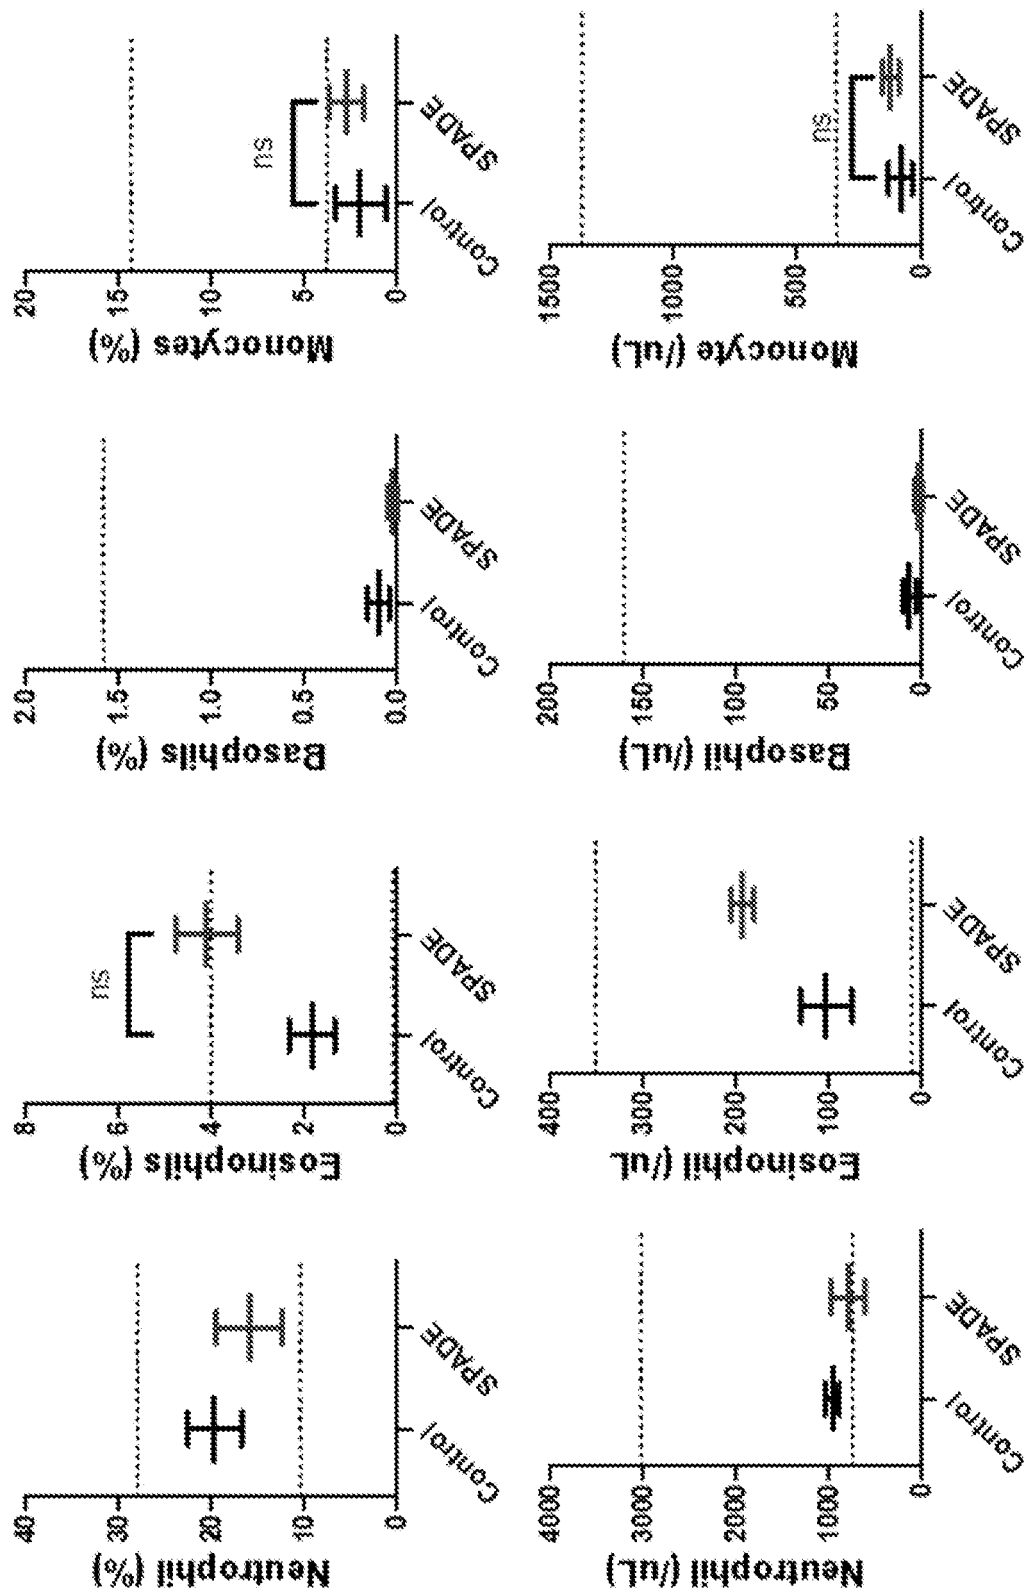 Neutrophil (%)
40
30
20
10
0
Control
SPADE
Eosinophils (%)
8
6
4
2
0
ns
Control
SPADE
Basophils (%)
2.0
1.5
1.0
0.5
0.0
Control
SPADE
Monocytes (%)
20
15
10
5
0
ns
Control
SPADE
Neutrophil (/uL)
4000
3000
2000
1000
0
Control
SPADE
Eosinophil (/uL
400
300
200
100
0
Control
SPADE
Basophil (/uL)
200
150
100
50
0
Control
SPADE
Monocyte (/uL)
1500
1000
500
0
ns
Control
SPADE